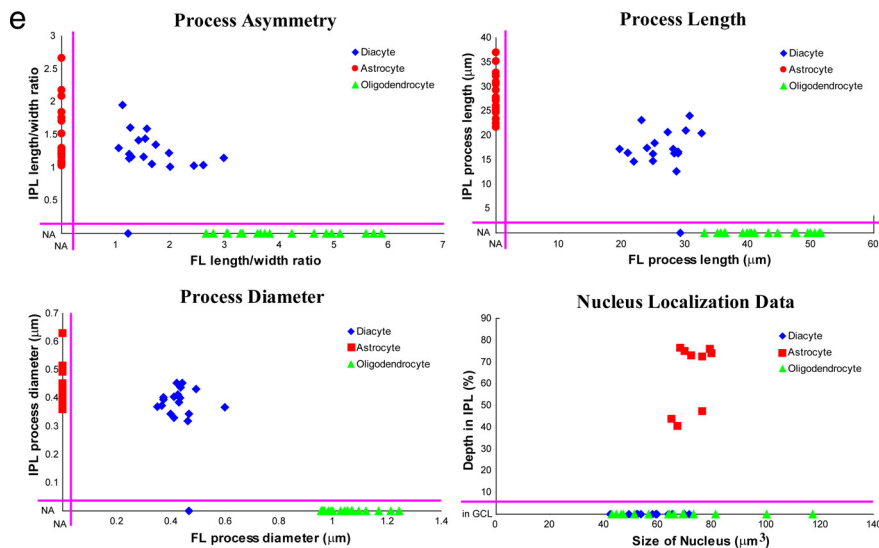 e
Process Asymmetry
IPL length/width ratio
3
2.5
2
1.5
1
0.5
NA
NA
1
2
3
4
5
6
7
FL length/width ratio
Diacyte
Astrocyte
Oligodendrocyte
Process Length
IPL process length (μm)
40
35
30
25
20
15
10
5
NA
NA
10
20
30
40
50
60
FL process length (μm)
Diacyte
Astrocyte
Oligodendrocyte
Process Diameter
IPL process diameter (μm)
0.7
0.6
0.5
0.4
0.3
0.2
0.1
NA
NA
0.2
0.4
0.6
0.8
1
1.2
1.4
FL process diameter (μm)
Diacyte
Astrocyte
Oligodendrocyte
Nucleus Localization Data
Depth in IPL (%)
90
80
70
60
50
40
30
20
10
in GCL
0
20
40
60
80
100
120
140
Size of Nucleus (μm³)
Diacyte
Astrocyte
Oligodendrocyte